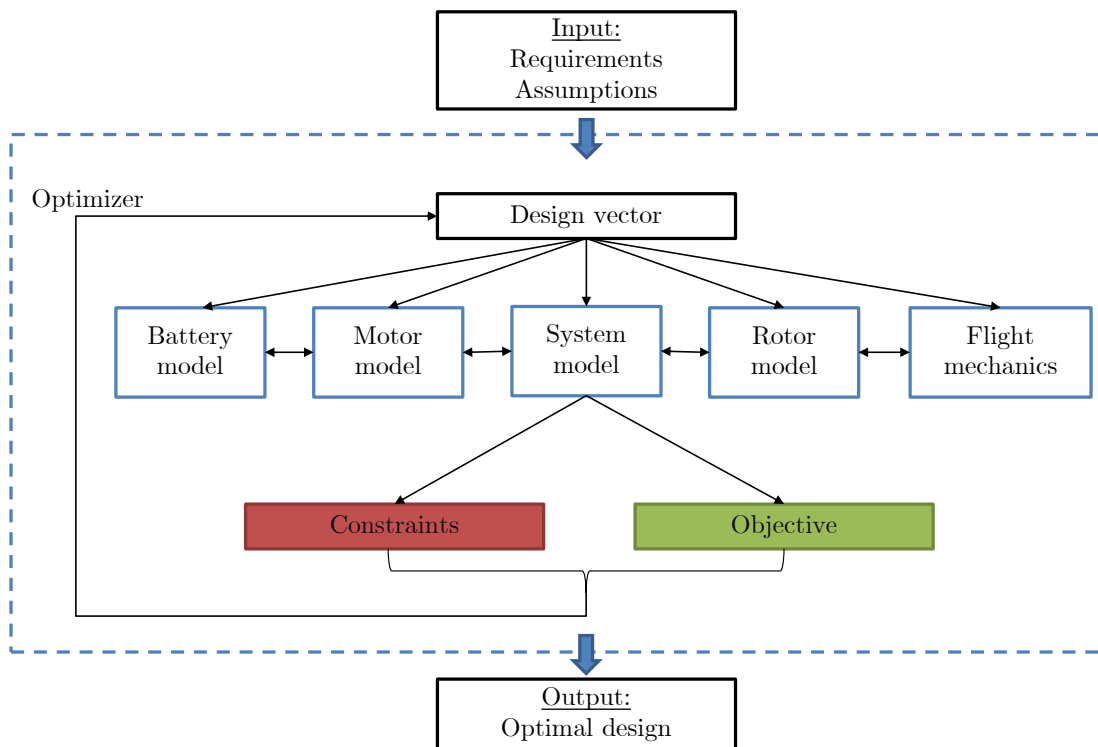 Input:
Requirements
Assumptions
Optimizer
Design vector
Battery
model
Motor
model
System
model
Rotor
model
Flight
mechanics
Constraints
Objective
Output:
Optimal design